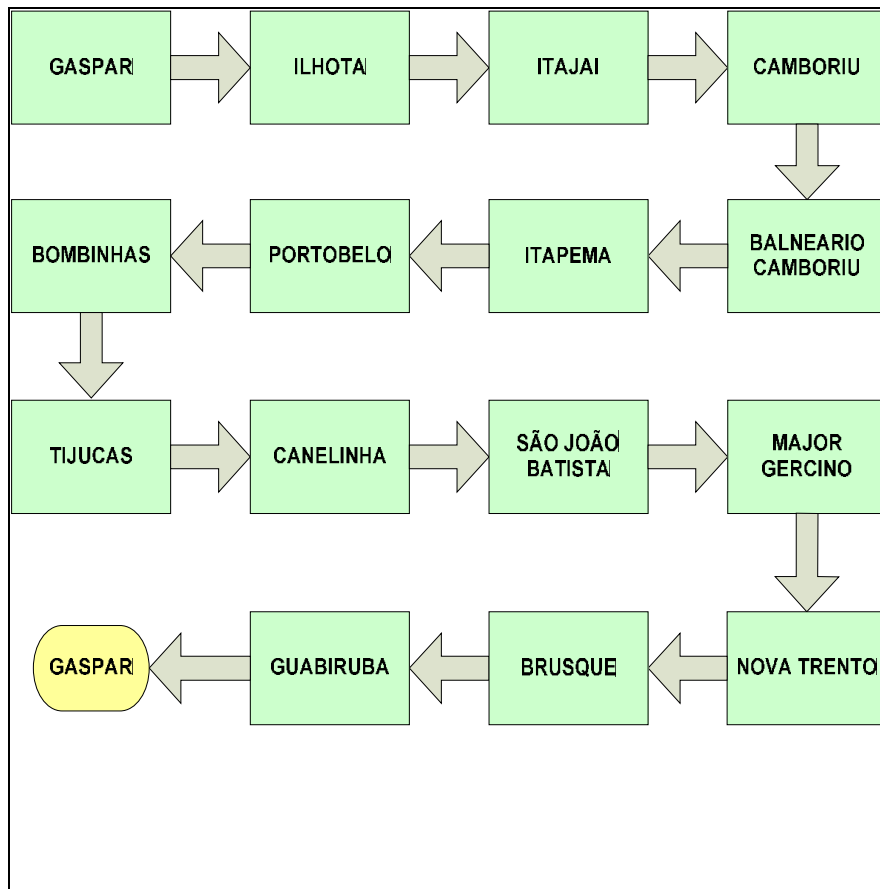 GASPAR
ILHOTA
ITAJAI
CAMBORIU
BALNEARIO
CAMBORIU
ITAPEMA
PORTOBELO
BOMBINHAS
TIJUCAS
CANELINHA
SÃO JOÃO
BATISTA
MAJOR
GERCINO
NOVA TRENTO
BRUSQUE
GUABIRUBA
GASPAR